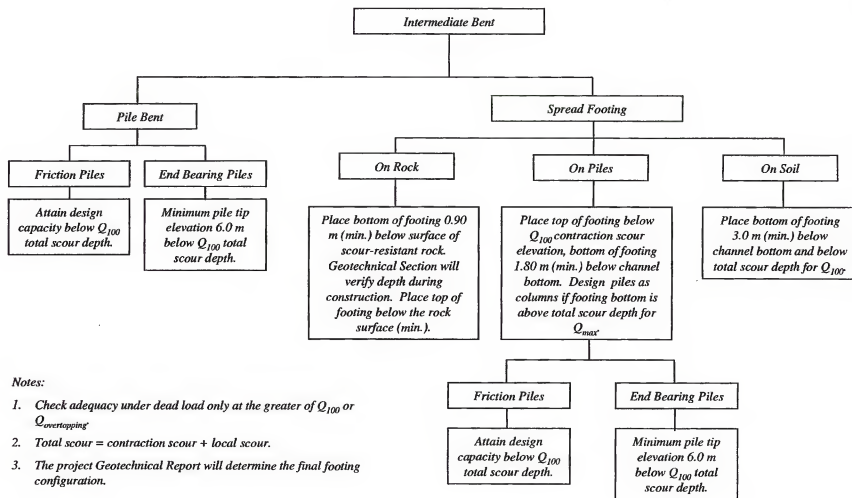 Intermediate Bent
Pile Bent
Spread Footing
Friction Piles
End Bearing Piles
On Rock
On Piles
On Soil
Attain design
capacity below Q100
total scour depth.
Minimum pile tip
elevation 6.0 m
below Q100 total
scour depth.
Place bottom of footing 0.90
m (min.) below surface of
scour-resistant rock.
Geotechnical Section will
verify depth during
construction. Place top of
footing below the rock
surface (min.).
Place top of footing below
Q100 contraction scour
elevation, bottom of footing
1.80 m (min.) below channel
bottom. Design piles as
columns if footing bottom is
above total scour depth for
Qmax.
Place bottom of footing
3.0 m (min.) below
channel bottom and below
total scour depth for Q100.
Friction Piles
End Bearing Piles
Attain design
capacity below Q100
total scour depth.
Minimum pile tip
elevation 6.0 m
below Q100 total
scour depth.
Notes:
1. Check adequacy under dead load only at the greater of Q100 or
Qovertopping.
2. Total scour = contraction scour + local scour.
3. The project Geotechnical Report will determine the final footing
configuration.